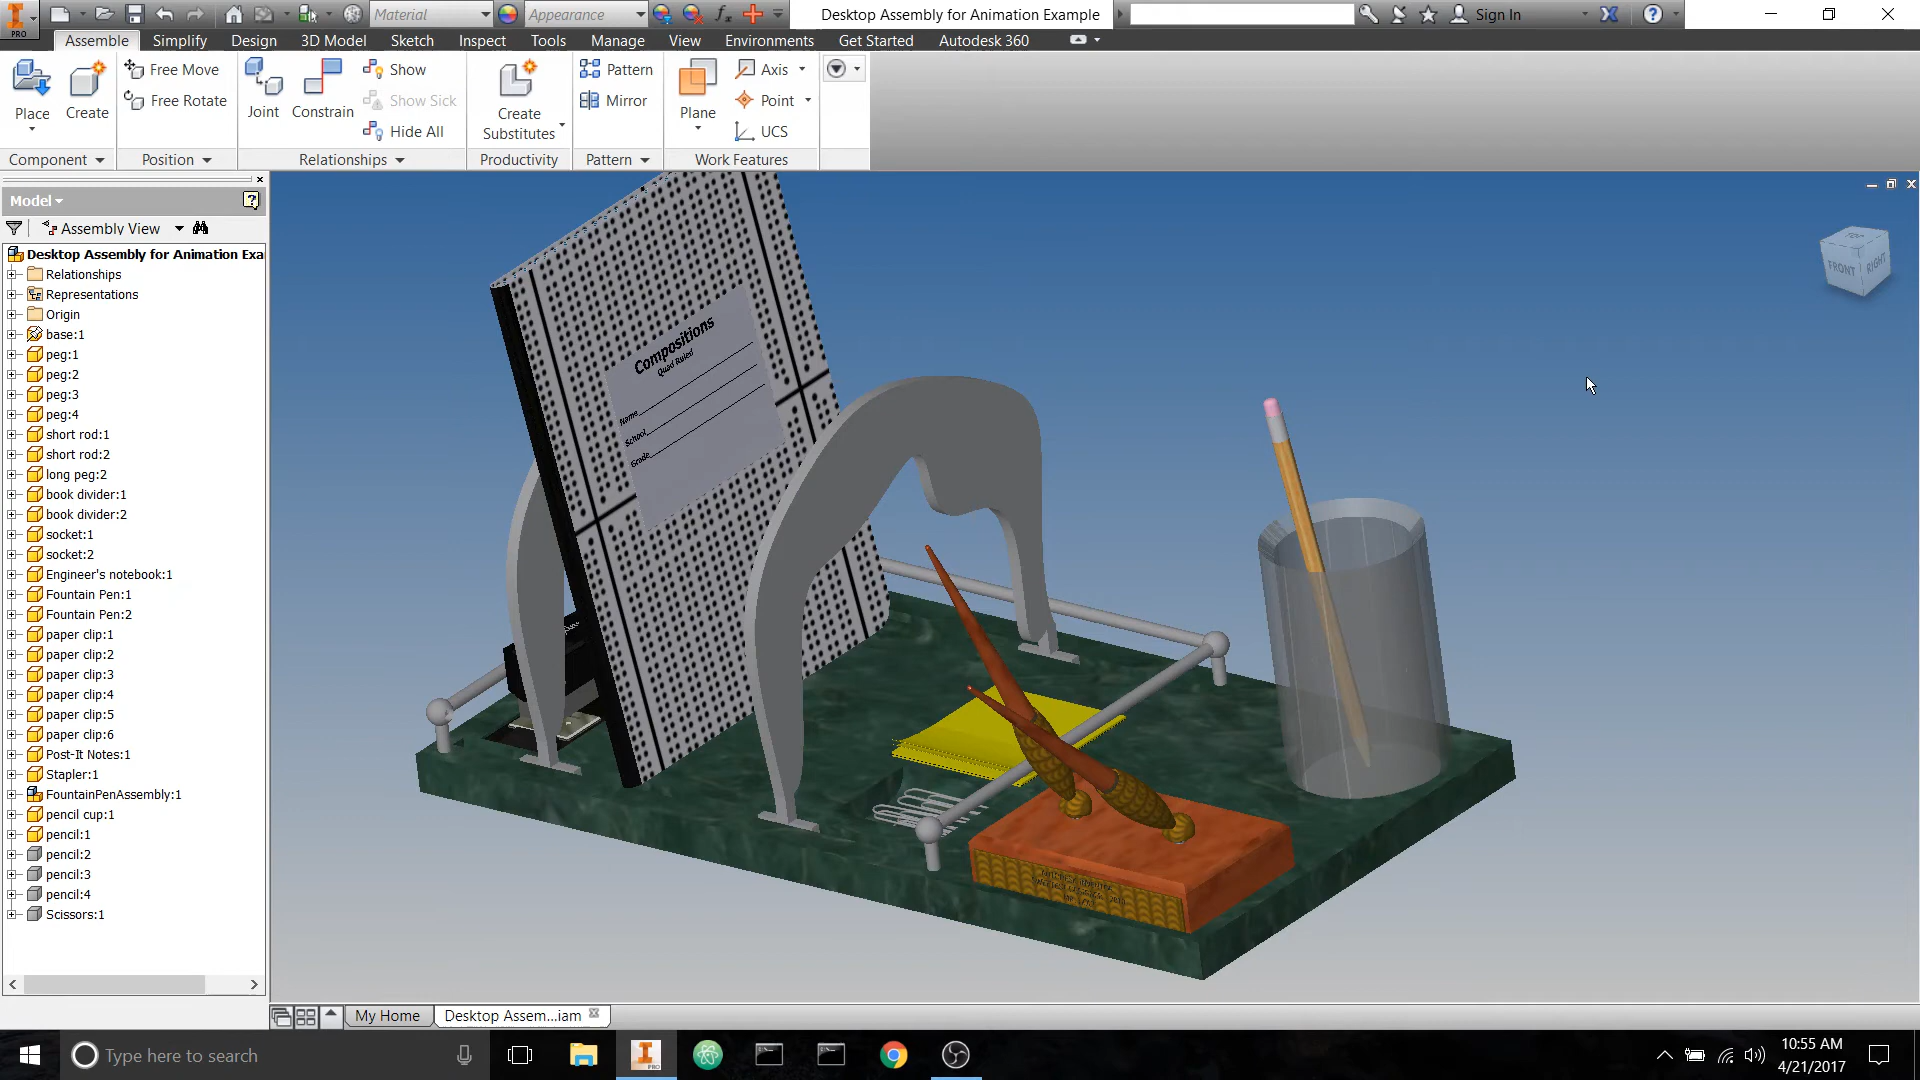 Material
Appearance
Desktop Assembly for Animation Example
Sign In
PRO
Assemble
Simplify
Design
3D Model
Sketch
Inspect
Tools
Manage
View
Environments
Get Started
Autodesk 360
Place
Create
Free Move
Free Rotate
Joint
Constrain
Show
Show Sick
Hide All
Create
Substitutes
Pattern
Mirror
Plane
Axis
Point
UCS
Component
Position
Relationships
Productivity
Pattern
Work Features
Model
Assembly View
Desktop Assembly for Animation Exa
Relationships
Representations
Origin
base:1
peg:1
peg:2
peg:3
peg:4
short rod:1
short rod:2
long peg:2
book divider:1
book divider:2
socket:1
socket:2
Engineer's notebook:1
Fountain Pen:1
Fountain Pen:2
paper clip:1
paper clip:2
paper clip:3
paper clip:4
paper clip:5
paper clip:6
Post-It Notes:1
Stapler:1
FountainPenAssembly:1
pencil cup:1
pencil:1
pencil:2
pencil:3
pencil:4
Scissors:1
Compositions
Quad Ruled
Name
School
Grade
TOP
FRONT
RIGHT
My Home
Desktop Assem...iam
Type here to search
PRO
10:55 AM
4/21/2017